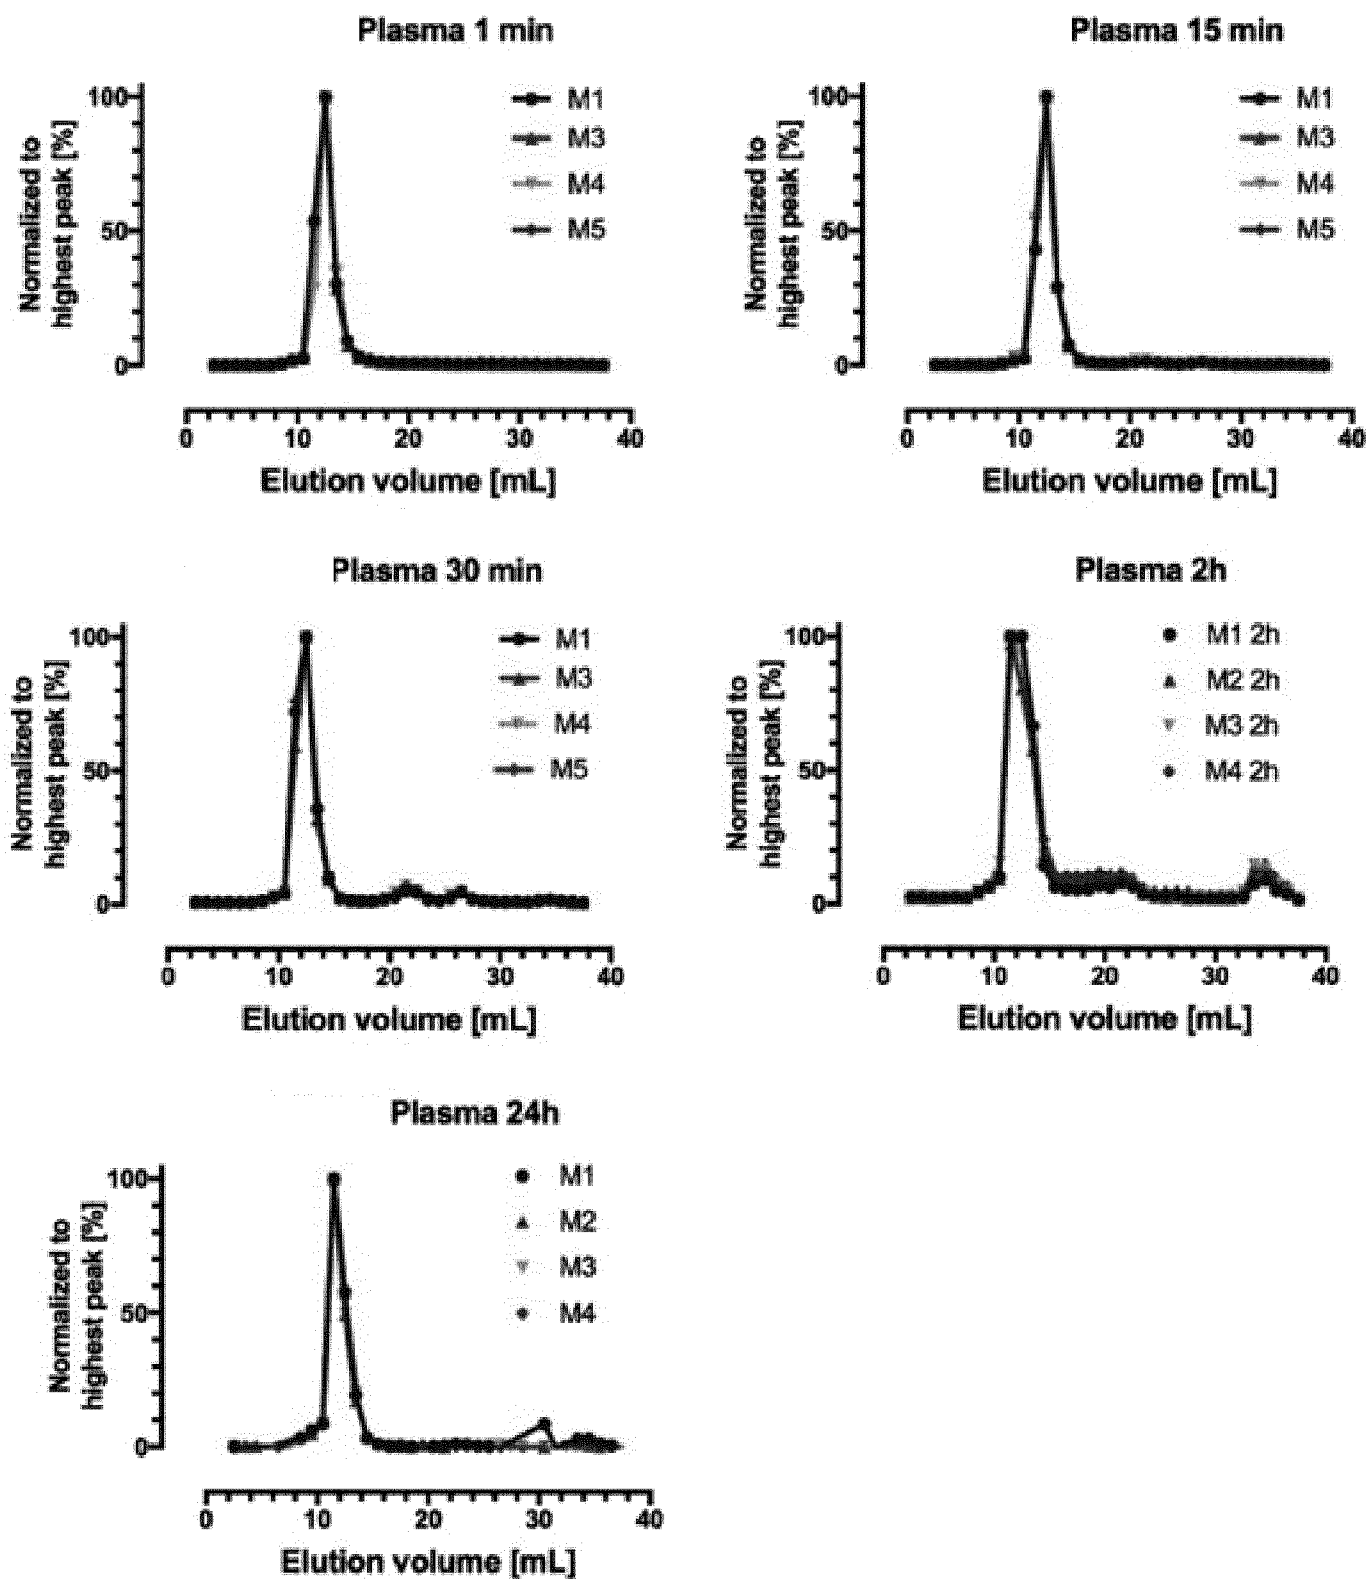 Plasma 1 min
Normalized to
highest peak [%]
100
50
0
M1
M3
M4
M5
0 10 20 30 40
Elution volume [mL]
Plasma 15 min
Normalized to
highest peak [%]
100
50
0
M1
M3
M4
M5
0 10 20 30 40
Elution volume [mL]
Plasma 30 min
Normalized to
highest peak [%]
100
50
0
M1
M3
M4
M5
0 10 20 30 40
Elution volume [mL]
Plasma 2h
Normalized to
highest peak [%]
100
50
0
M1 2h
M2 2h
M3 2h
M4 2h
0 10 20 30 40
Elution volume [mL]
Plasma 24h
Normalized to
highest peak [%]
100
50
0
M1
M2
M3
M4
0 10 20 30 40
Elution volume [mL]